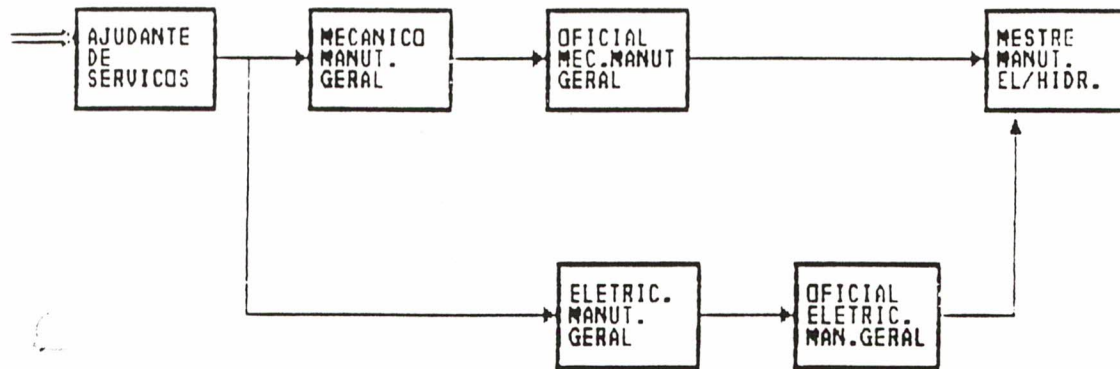 AJUDANTE
DE
SERVICOS
MECANICO
MANUT.
GERAL
OFICIAL
MEC.MANUT
GERAL
MESTRE
MANUT.
EL/HIDR.
ELETRIC.
MANUT.
GERAL
OFICIAL
ELETRIC.
MAN.GERAL